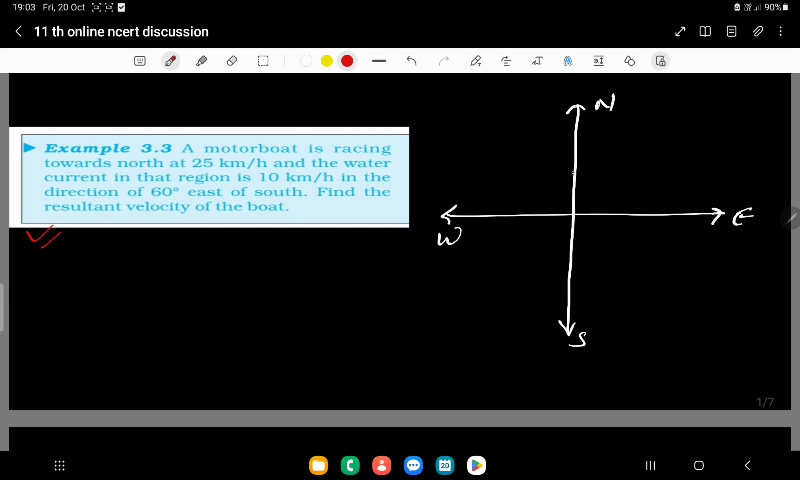 19:03 Fri, 20 Oct
90%
11 th online ncert discussion
Example 3.3 A motorboat is racing
towards north at 25 km/h and the water
current in that region is 10 km/h in the
direction of 60° east of south. Find the
resultant velocity of the boat.
N
W
E
S
1/7
20